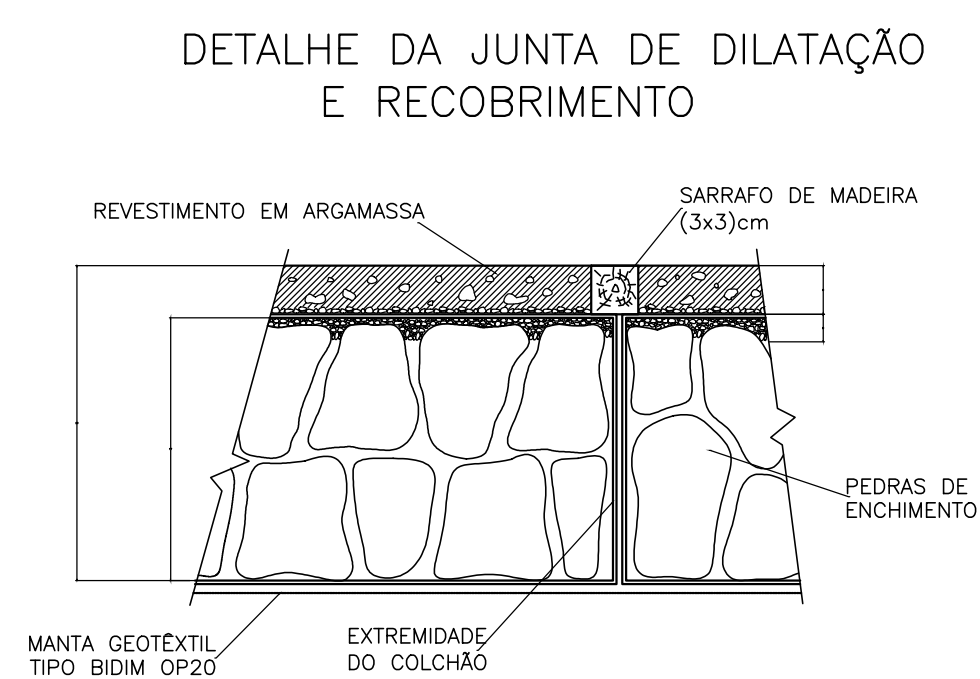 DETALHE DA JUNTA DE DILATAÇÃO
E RECOBRIMENTO
SARRAFO DE MADEIRA
(3x3)cm
REVESTIMENTO EM ARGAMASSA
PEDRAS DE
ENCHIMENTO
EXTREMIDADE
DO COLCHÃO
MANTA GEOTÊXTIL
TIPO BIDIM OP20